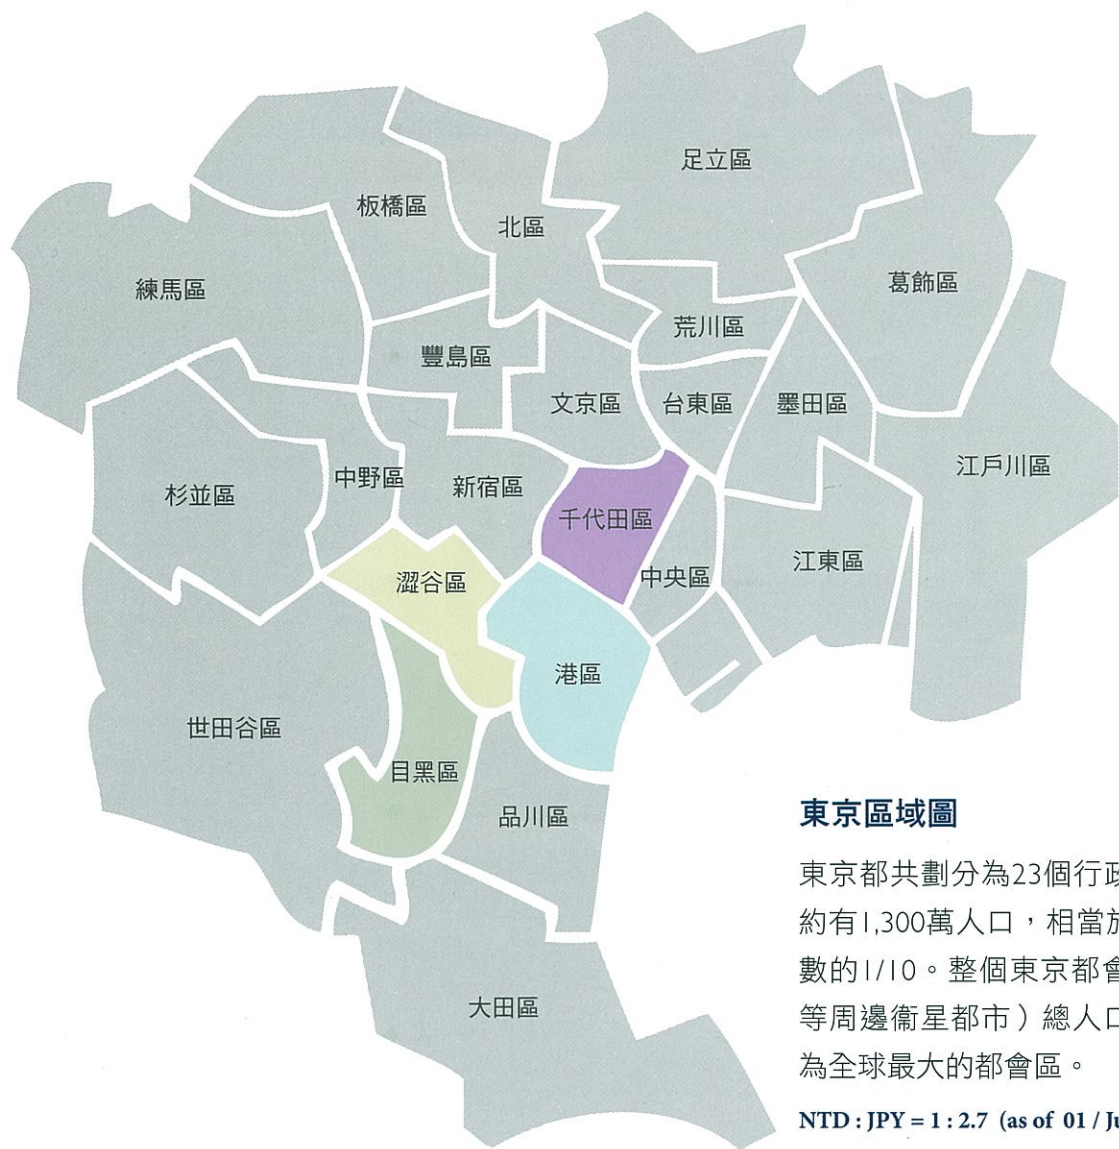 足立區
板橋區
北區
練馬區
葛飾區
荒川區
豐島區
文京區
台東區
墨田區
江戶川區
杉並區
中野區
新宿區
千代田區
江東區
中央區
澀谷區
港區
世田谷區
目黑區
品川區
大田區
東京區域圖
東京都共劃分為23個行政
約有1,300萬人口，相當於
數的1/10。整個東京都會
等周邊衞星都市）總人口
為全球最大的都會區。
NTD : JPY = 1 : 2.7 (as of 01 / Ju